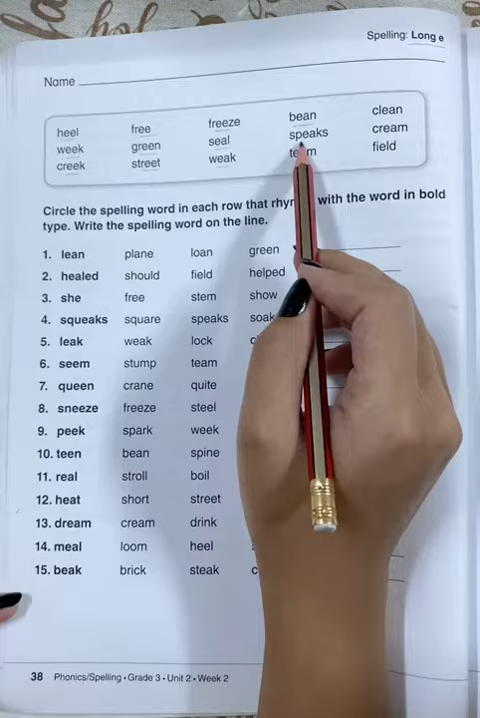 Spelling: Long e
Name
heel free freeze bean clean
week green seal speaks cream
creek street weak field
Circle the spelling word in each row that with the word in bold
type. Write the spelling word on the line.
1. lean plane loan green
2. healed should field helped
3. she free stem show
4. squeaks square speaks soak
5. leak weak lock
6. seem stump team
7. queen crane quite
8. sneeze freeze steel
9. peek spark week
10. teen bean spine
11. real stroll boil
12. heat short street
13. dream cream drink
14. meal loom heel
15. beak brick steak
38 Phonics/Spelling • Grade 3 • Unit 2 • Week 2